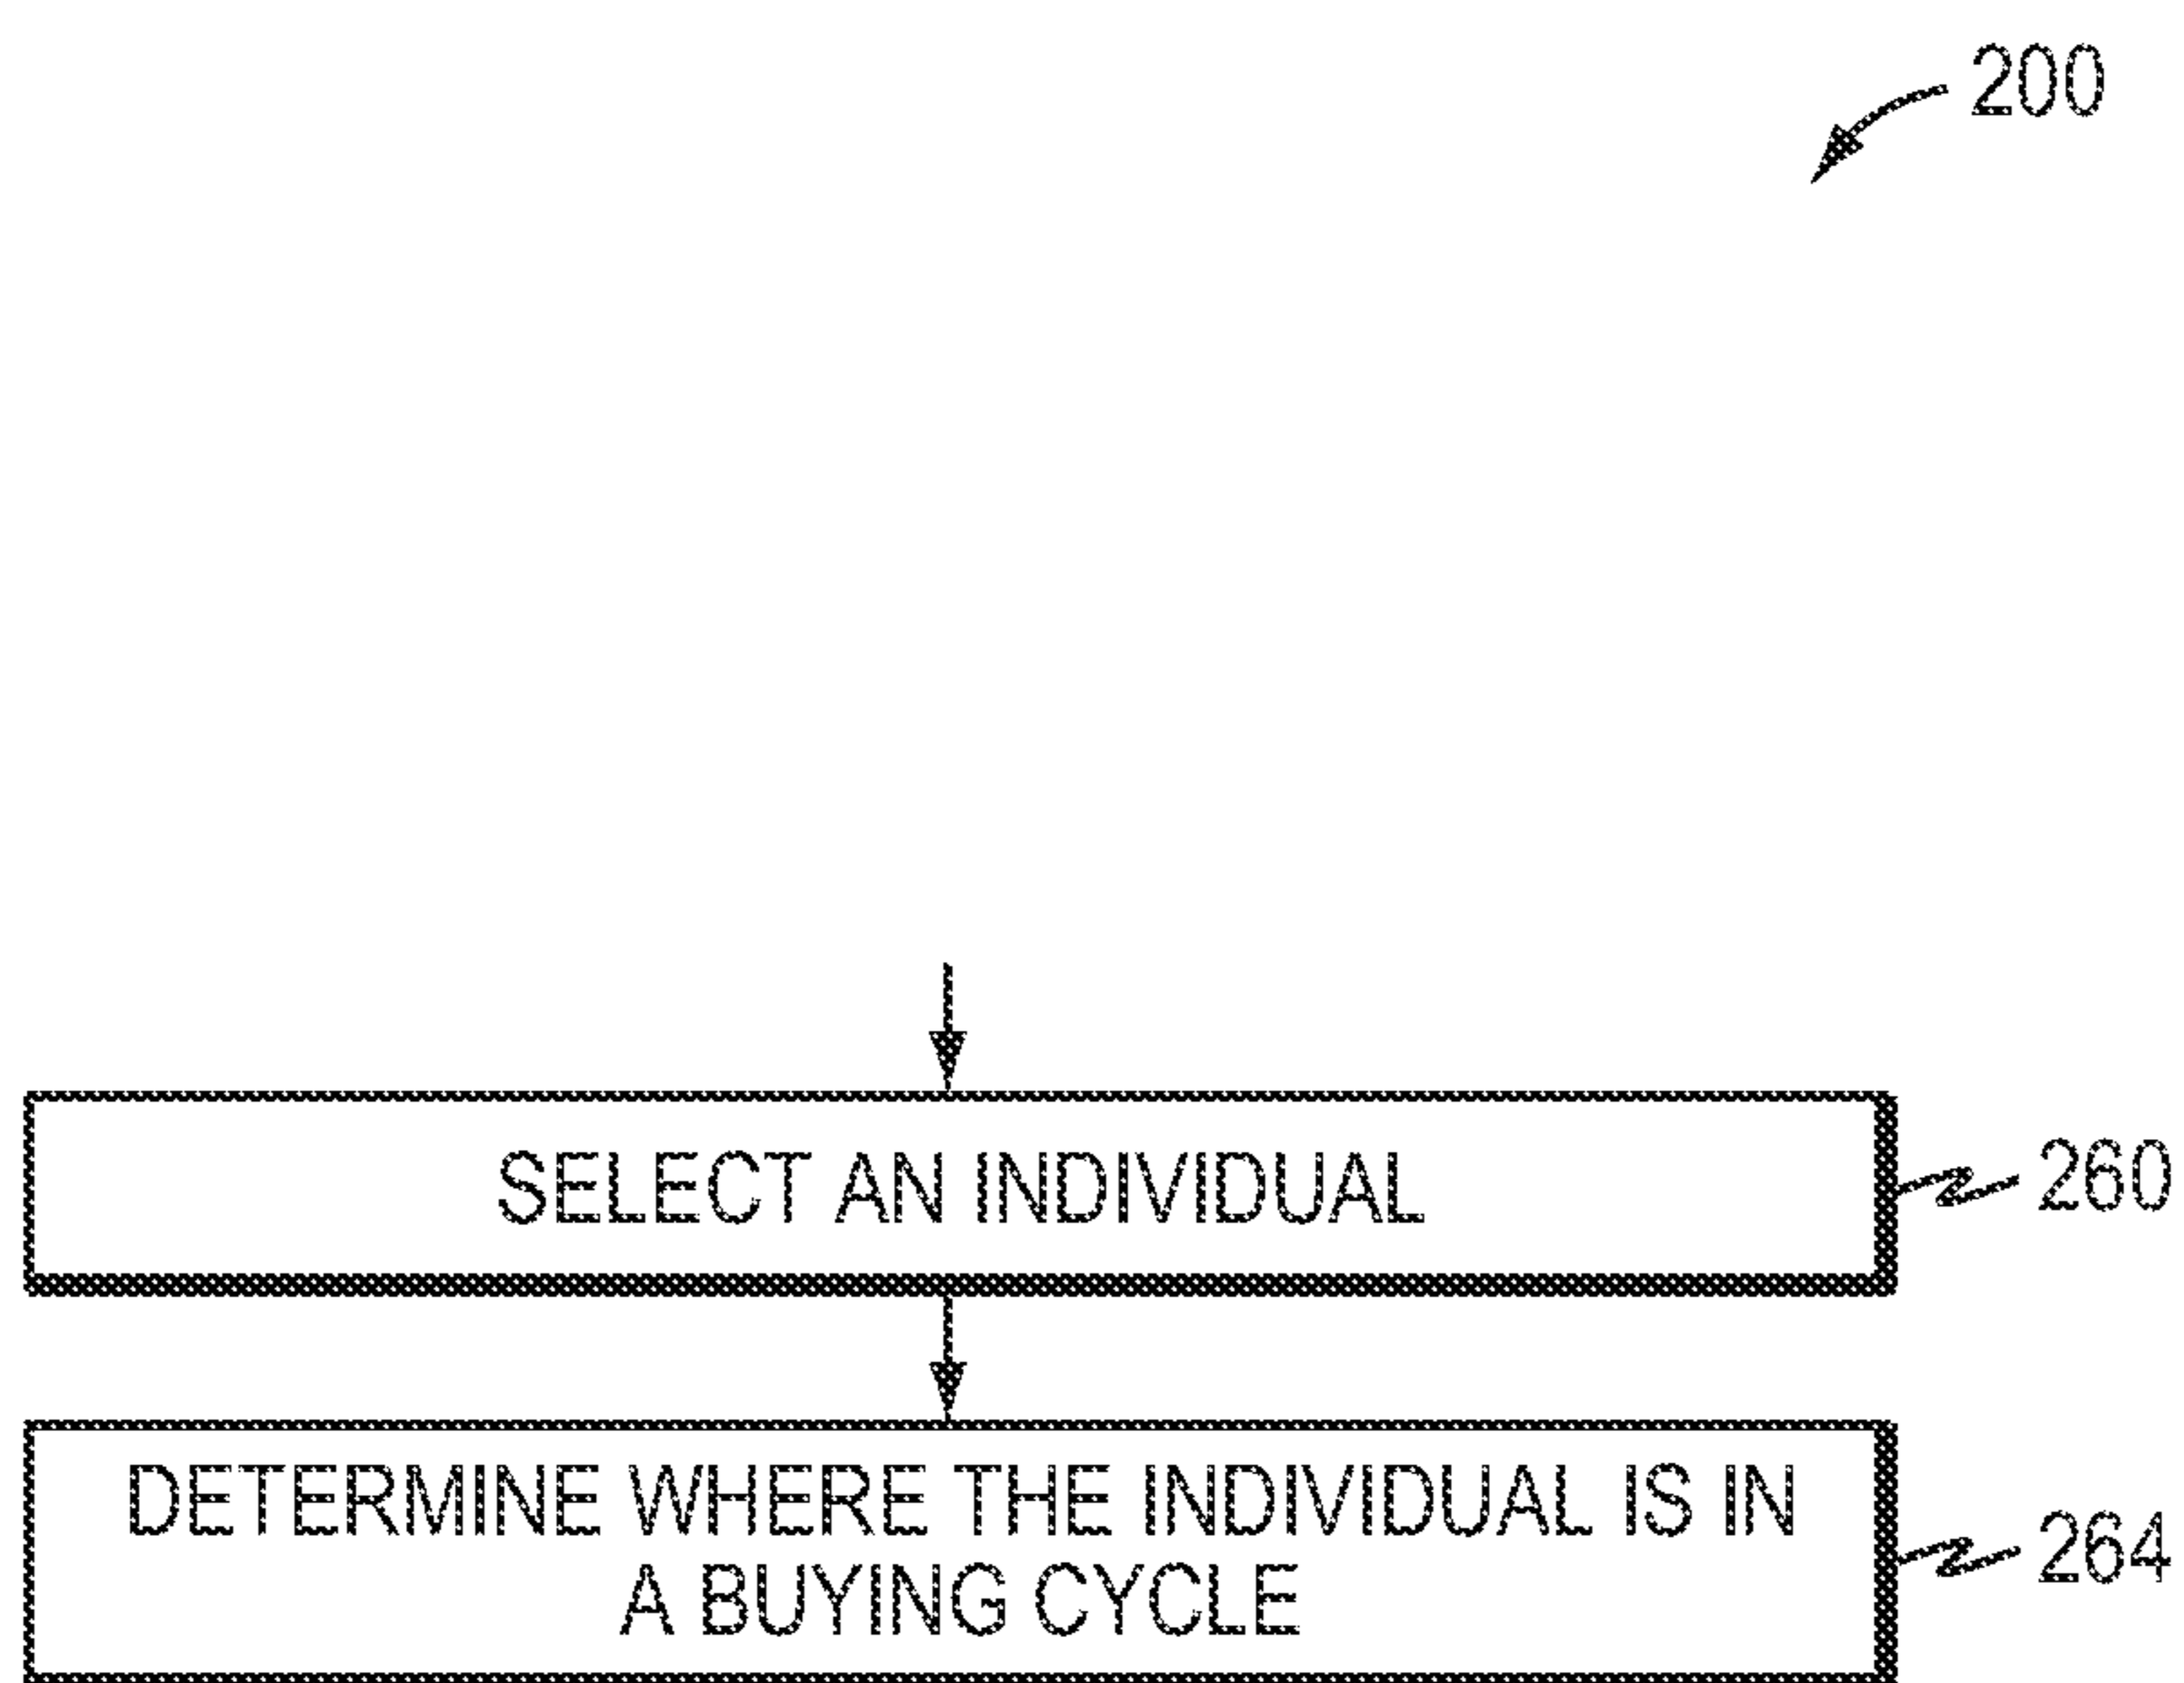 200
SELECT AN INDIVIDUAL
260
DETERMINE WHERE THE INDIVIDUAL IS IN
A BUYING CYCLE
264